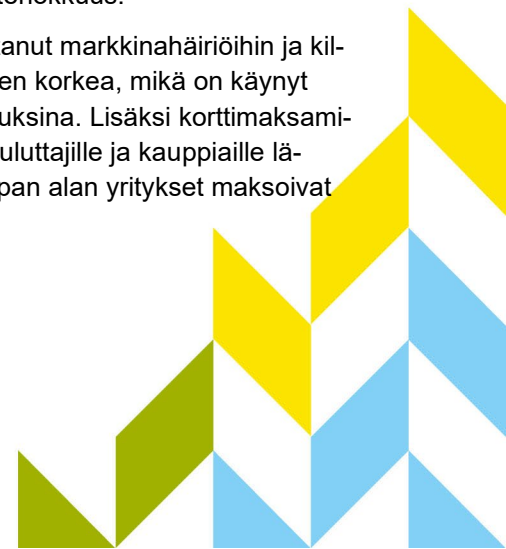 tanut markkinahäiriöihin ja kil-
en korkea, mikä on käynyt
uksina. Lisäksi korttimaksami-
uluttajille ja kauppiaille lä-
pan alan yritykset maksoivat